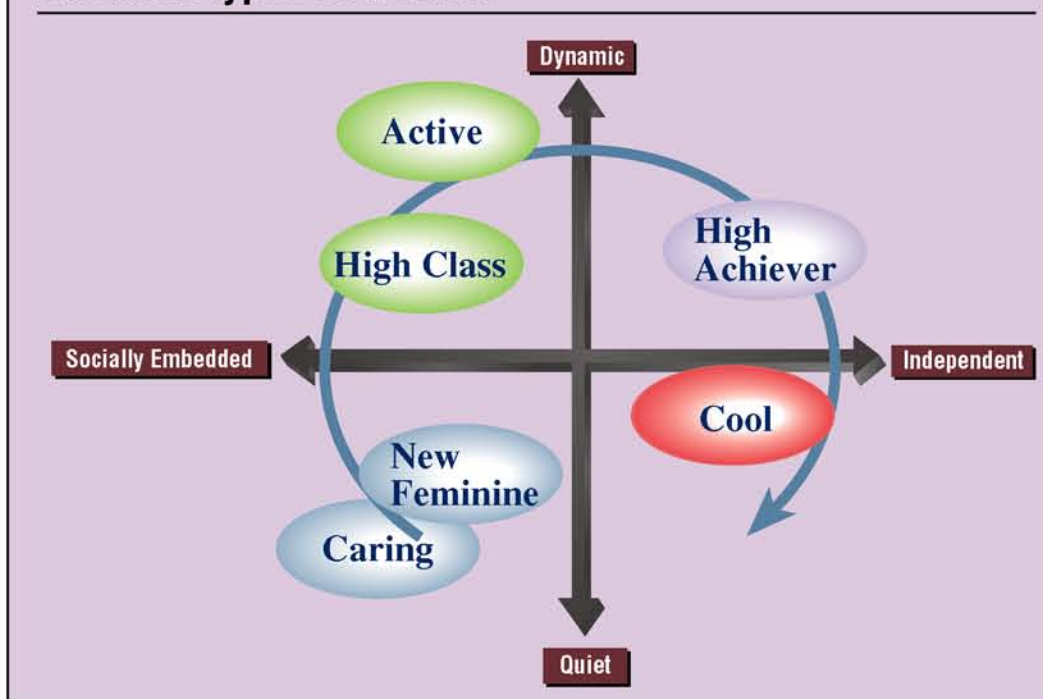 Dynamic
Active
High Class
High
Achiever
Socially Embedded
Independent
Cool
New
Feminine
Caring
Quiet